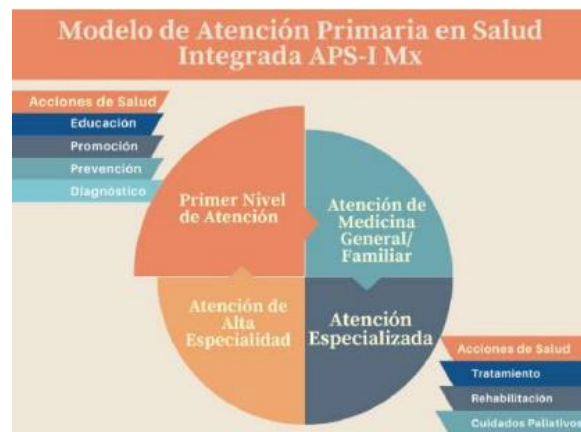 Modelo de Atención Primaria en Salud
Integrada APS-I Mx
Acciones de Salud
Educación
Promoción
Prevención
Diagnóstico
Primer Nivel
de Atención
Atención de
Medicina
General/
Familiar
Atención de
Alta
Especialidad
Atención
Especializada
Acciones de Salud
Tratamiento
Rehabilitación
Cuidados Paliativos